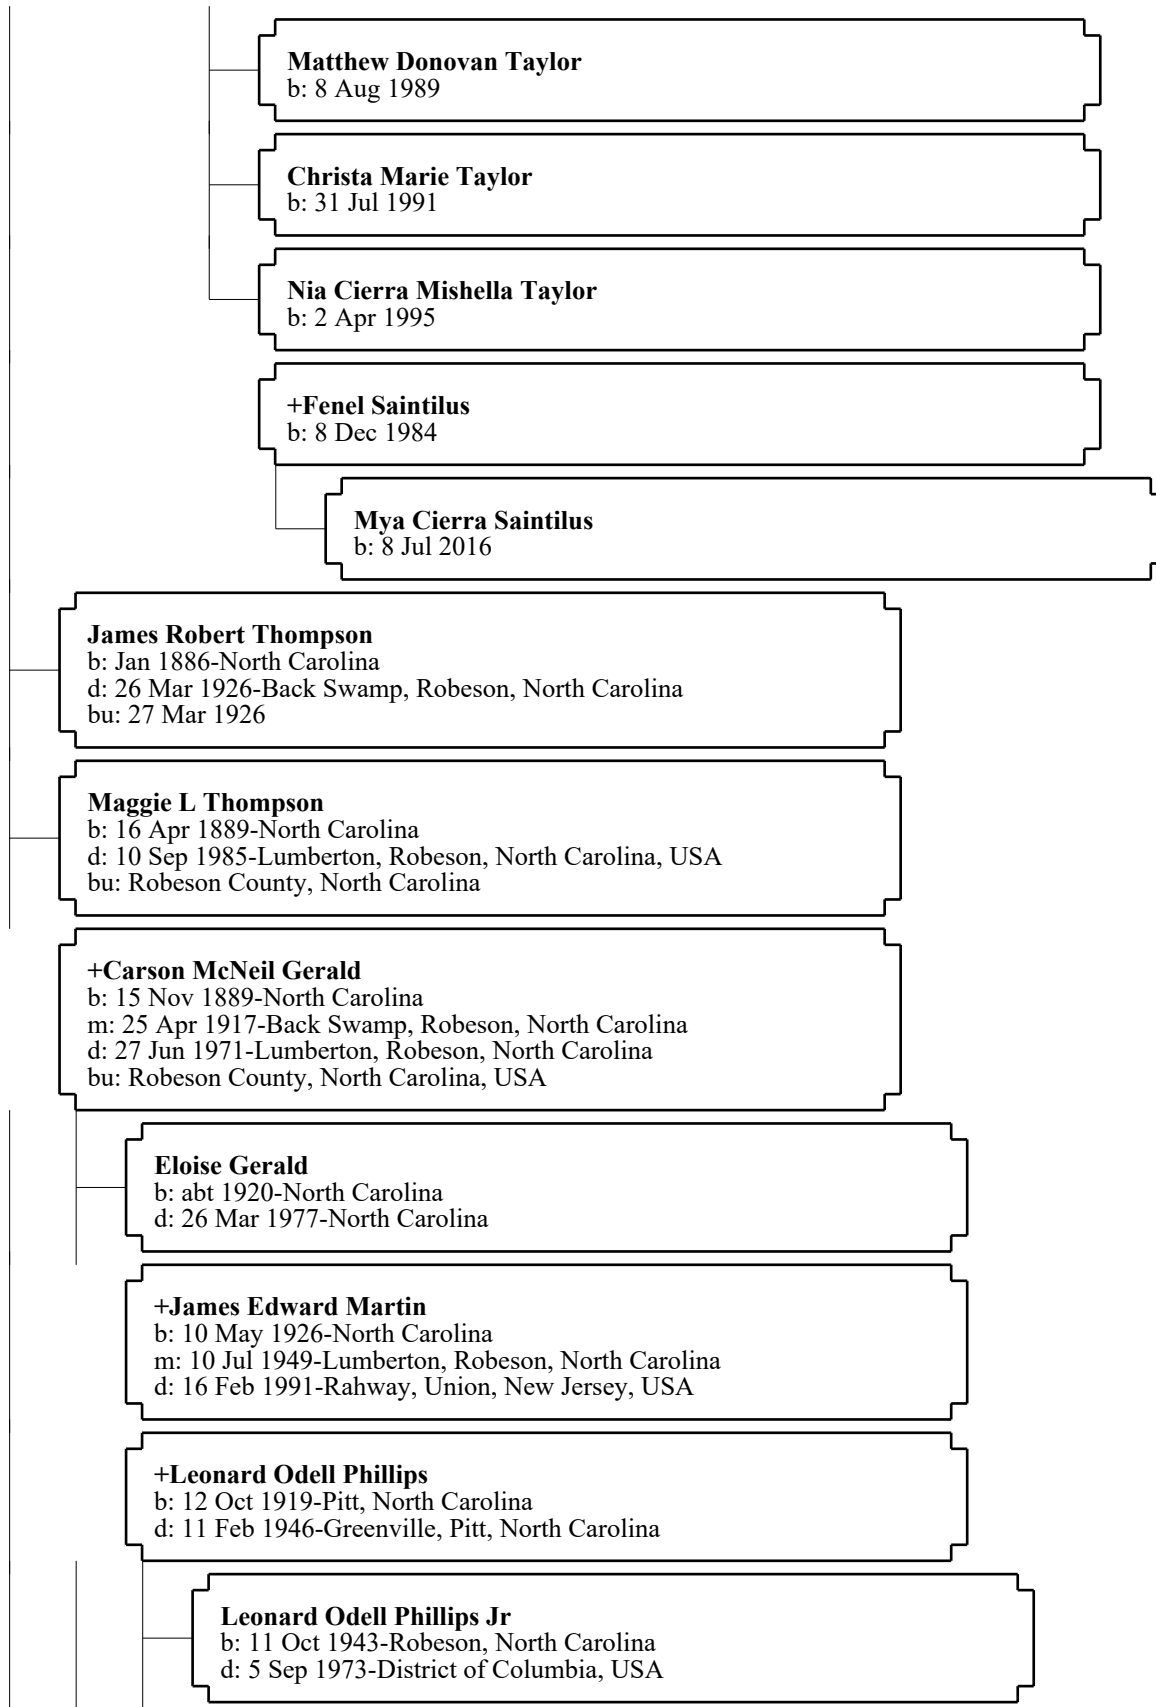 Matthew Donovan Taylor
b: 8 Aug 1989
Christa Marie Taylor
b: 31 Jul 1991
Nia Cierra Mishella Taylor
b: 2 Apr 1995
+Fenel Saintilus
b: 8 Dec 1984
Mya Cierra Saintilus
b: 8 Jul 2016
James Robert Thompson
b: Jan 1886-North Carolina
d: 26 Mar 1926-Back Swamp, Robeson, North Carolina
bu: 27 Mar 1926
Maggie L Thompson
b: 16 Apr 1889-North Carolina
d: 10 Sep 1985-Lumberton, Robeson, North Carolina, USA
bu: Robeson County, North Carolina
+Carson McNeil Gerald
b: 15 Nov 1889-North Carolina
m: 25 Apr 1917-Back Swamp, Robeson, North Carolina
d: 27 Jun 1971-Lumberton, Robeson, North Carolina
bu: Robeson County, North Carolina, USA
Eloise Gerald
b: abt 1920-North Carolina
d: 26 Mar 1977-North Carolina
+James Edward Martin
b: 10 May 1926-North Carolina
m: 10 Jul 1949-Lumberton, Robeson, North Carolina
d: 16 Feb 1991-Rahway, Union, New Jersey, USA
+Leonard Odell Phillips
b: 12 Oct 1919-Pitt, North Carolina
d: 11 Feb 1946-Greenville, Pitt, North Carolina
Leonard Odell Phillips Jr
b: 11 Oct 1943-Robeson, North Carolina
d: 5 Sep 1973-District of Columbia, USA